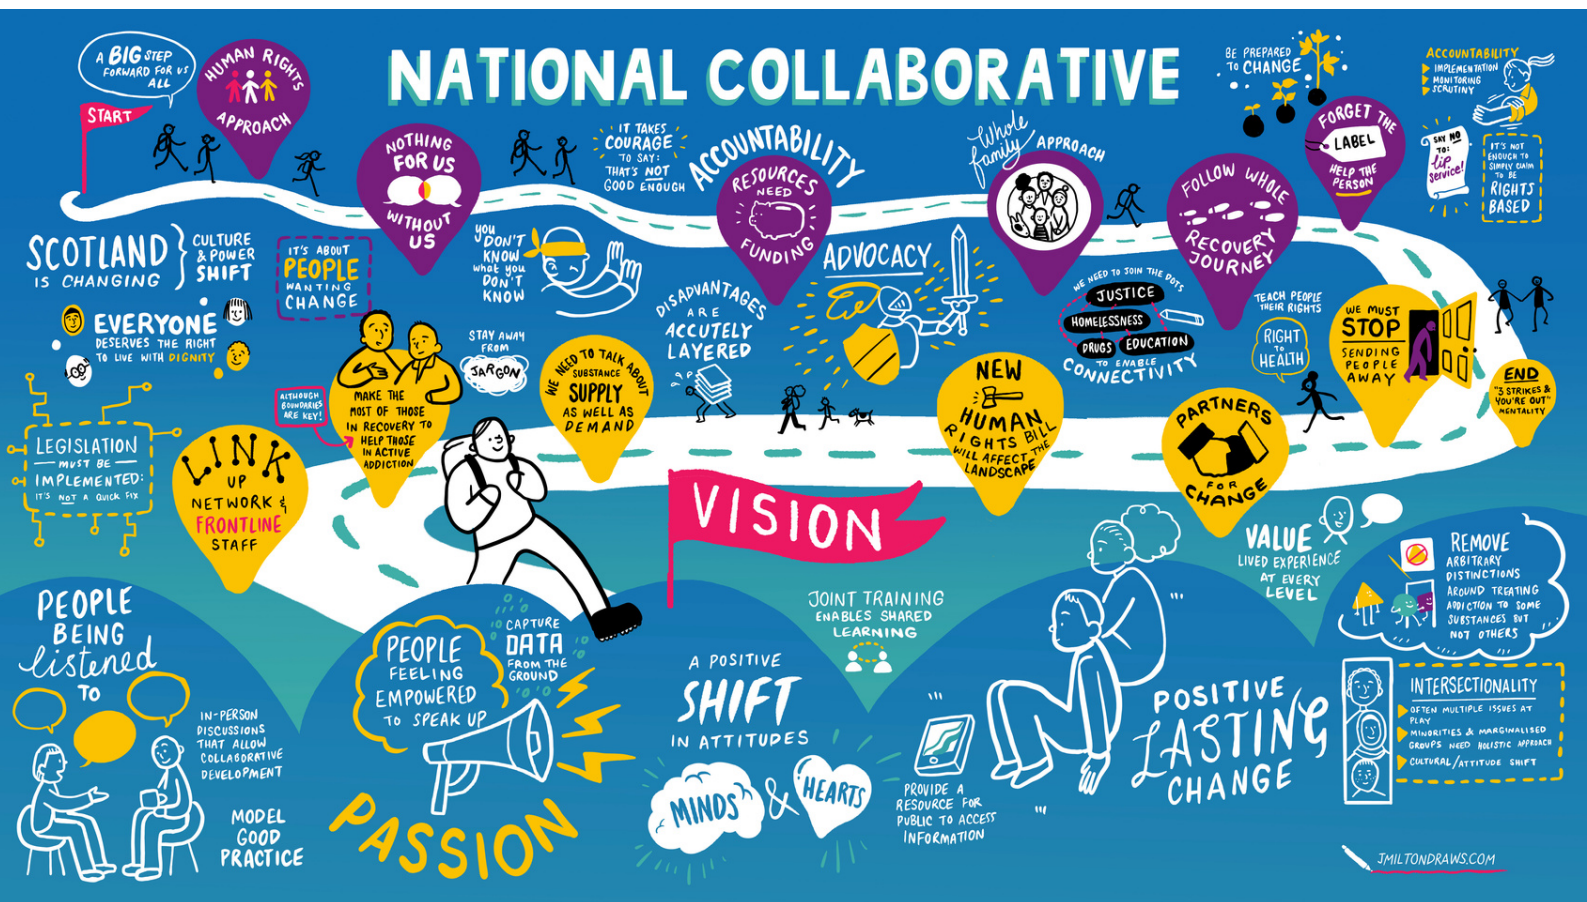 NATIONAL COLLABORATIVE
A BIG STEP
FORWARD FOR US
ALL
START
HUMAN RIGHTS
APPROACH
NOTHING
FOR US
WITHOUT
US
IT TAKES
COURAGE
TO SAY:
THAT'S NOT
GOOD ENOUGH
ACCOUNTABILITY
RESOURCES
NEED
FUNDING
Whole
family
APPROACH
FOLLOW WHOLE
RECOVERY
JOURNEY
BE PREPARED
TO CHANGE
FORGET THE
LABEL
HELP THE
PERSON
ACCOUNTABILITY
IMPLEMENTATION
MONITORING
SCRUTINY
SAY NO
TO:
lip
service!
IT'S NOT
ENOUGH TO
SIMPLY CLAIM
TO BE
RIGHTS
BASED
SCOTLAND
IS CHANGING
CULTURE
& POWER
SHIFT
IT'S ABOUT
PEOPLE
WANTING
CHANGE
you
DON'T
KNOW
what you
DON'T
KNOW
DISADVANTAGES
ARE
ACCUTELY
LAYERED
ADVOCACY
WE NEED TO JOIN THE DOTS
JUSTICE
HOMELESSNESS
DRUGS
EDUCATION
TO ENABLE
CONNECTIVITY
TEACH PEOPLE
THEIR RIGHTS
RIGHT
TO
HEALTH
WE MUST
STOP
SENDING
PEOPLE
AWAY
END
"3 STRIKES &
YOU'RE OUT"
MENTALITY
EVERYONE
DESERVES THE RIGHT
TO LIVE WITH DIGNITY
STAY AWAY
FROM
JARGON
ALTHOUGH
BOUNDARIES
ARE KEY!
MAKE THE
MOST OF THOSE
IN RECOVERY TO
HELP THOSE
IN ACTIVE
ADDICTION
WE NEED TO TALK ABOUT
SUBSTANCE
SUPPLY
AS WELL AS
DEMAND
NEW
HUMAN
RIGHTS BILL
WILL AFFECT THE
LANDSCAPE
PARTNERS
FOR
CHANGE
LEGISLATION
MUST BE
IMPLEMENTED:
IT'S NOT A QUICK FIX
LINK
UP
NETWORK &
FRONTLINE
STAFF
VISION
VALUE
LIVED EXPERIENCE
AT EVERY
LEVEL
REMOVE
ARBITRARY
DISTINCTIONS
AROUND TREATING
ADDICTION TO SOME
SUBSTANCES BUT
NOT OTHERS
PEOPLE
BEING
listened
TO
IN-PERSON
DISCUSSIONS
THAT ALLOW
COLLABORATIVE
DEVELOPMENT
MODEL
GOOD
PRACTICE
PEOPLE
FEELING
EMPOWERED
TO SPEAK UP
CAPTURE
DATA
FROM THE
GROUND
PASSION
A POSITIVE
SHIFT
IN ATTITUDES
MINDS & HEARTS
JOINT TRAINING
ENABLES SHARED
LEARNING
PROVIDE A
RESOURCE FOR
PUBLIC TO ACCESS
INFORMATION
POSITIVE
LASTING
CHANGE
INTERSECTIONALITY
OFTEN MULTIPLE ISSUES AT
PLAY
MINORITIES & MARGINALISED
GROUPS NEED HOLISTIC APPROACH
CULTURAL/ATTITUDE SHIFT
JMILTONDRAWS.COM